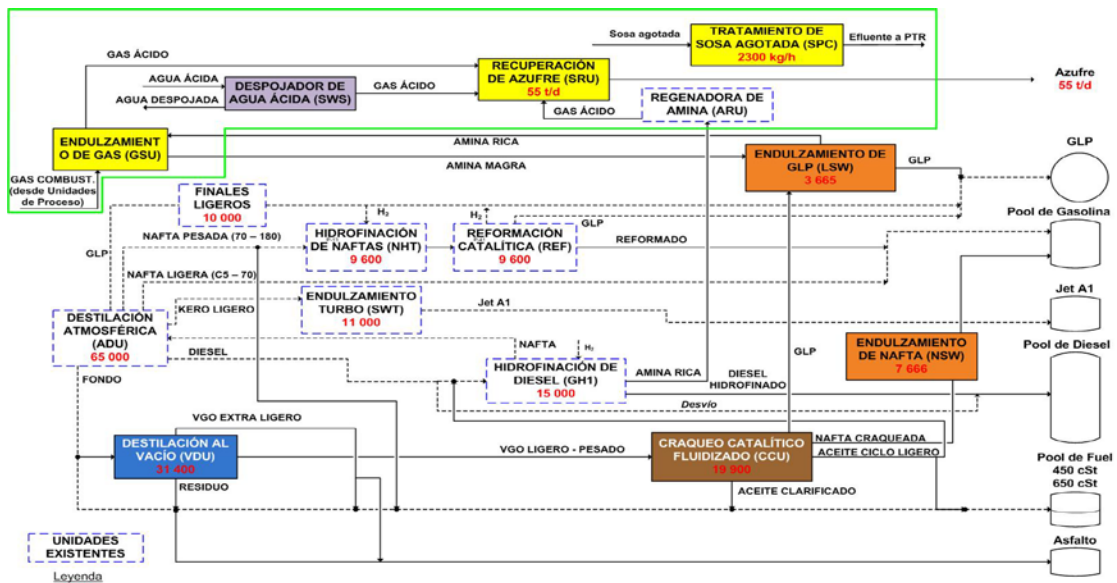 GAS ÁCIDO
Sosa agotada
TRATAMIENTO DE
SOSA AGOTADA (SPC)
2300 kg/h
Efluente a PTR
AGUA ÁCIDA
AGUA DESPOJADA
DESPOJADOR DE
AGUA ÁCIDA (SWS)
GAS ÁCIDO
RECUPERACIÓN
DE AZUFRE (SRU)
55 t/d
Azufre
55 t/d
GAS ÁCIDO
REGENADORA DE
AMINA (ARU)
ENDULZAMIENT
O DE GAS (GSU)
AMINA RICA
AMINA MAGRA
ENDULZAMIENTO DE
GLP (LSW)
3 665
GLP
GLP
GAS COMBUST.
(desde Unidades
de Proceso)
FINALES
LIGEROS
10 000
H2
H2
GLP
Pool de Gasolina
NAFTA PESADA (70 – 180)
HIDROFINACIÓN
DE NAFTAS (NHT)
9 600
REFORMACIÓN
CATALÍTICA (REF)
9 600
REFORMADO
GLP
NAFTA LIGERA (C5 – 70)
KERO LIGERO
ENDULZAMIENTO
TURBO (SWT)
11 000
Jet A1
Jet A1
DESTILACIÓN
ATMOSFÉRICA
(ADU)
65 000
DIESEL
NAFTA
H2
GLP
ENDULZAMIENTO
DE NAFTA (NSW)
7 666
Pool de Diesel
FONDO
HIDROFINACIÓN DE
DIESEL (GH1)
15 000
AMINA RICA
DIESEL
HIDROFINADO
Desvío
VGO EXTRA LIGERO
DESTILACIÓN AL
VACÍO (VDU)
31 400
VGO LIGERO - PESADO
CRAQUEO CATALÍTICO
FLUIDIZADO (CCU)
19 900
NAFTA CRAQUEADA
ACEITE CICLO LIGERO
Pool de Fuel
450 cSt
650 cSt
RESIDUO
ACEITE CLARIFICADO
Asfalto
UNIDADES
EXISTENTES
Leyenda